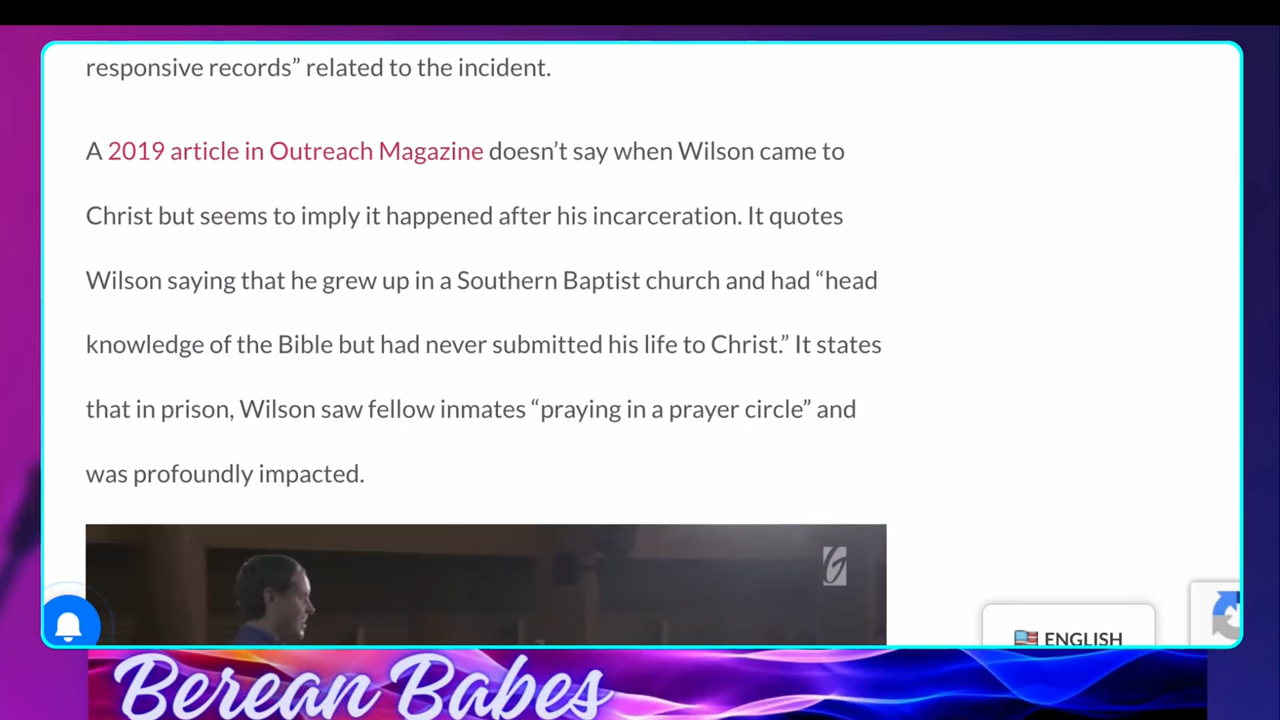 responsive records” related to the incident.
A 2019 article in Outreach Magazine doesn’t say when Wilson came to
Christ but seems to imply it happened after his incarceration. It quotes
Wilson saying that he grew up in a Southern Baptist church and had “head
knowledge of the Bible but had never submitted his life to Christ.” It states
that in prison, Wilson saw fellow inmates “praying in a prayer circle” and
was profoundly impacted.
G
ENGLISH
Berean Babes